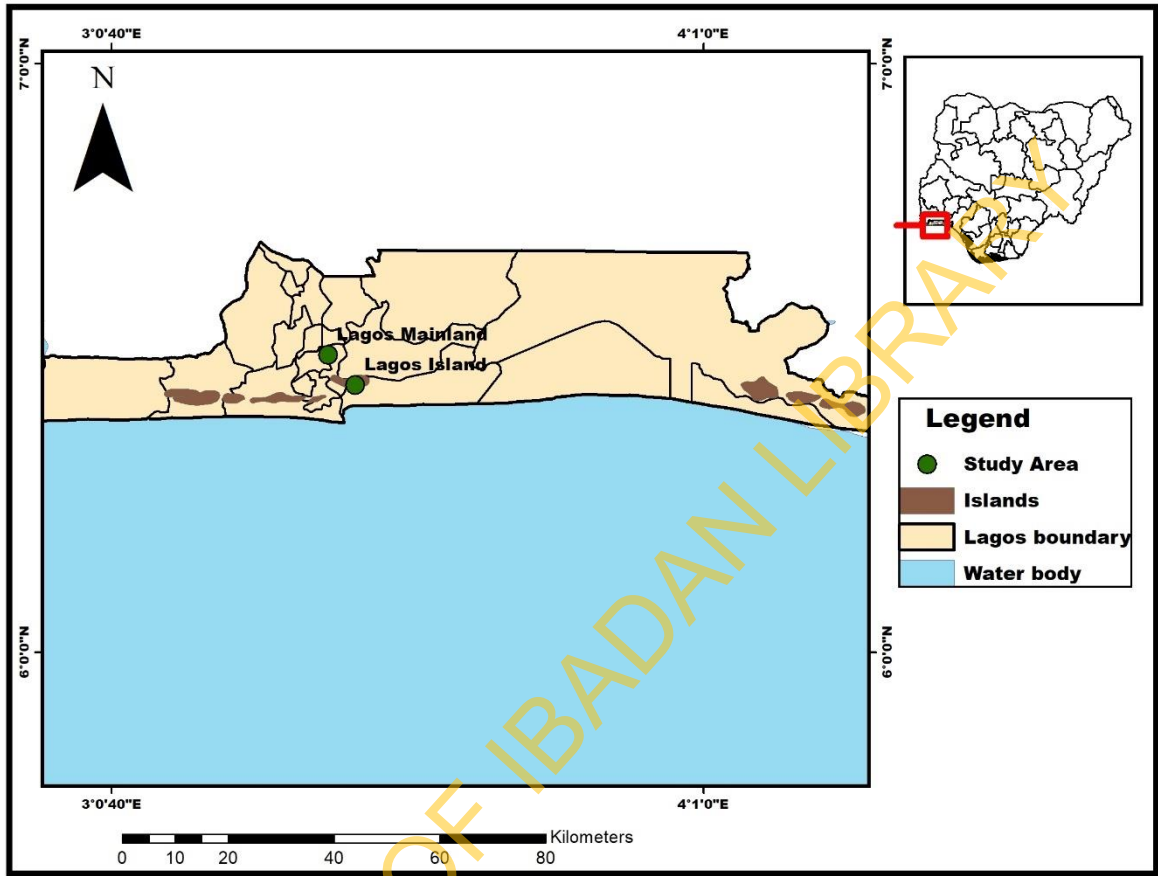 3°0'40"E
4°1'0"E
7°0'0"N
7°0'0"N
N
Lagos Mainland
Lagos Island
Legend
Study Area
Islands
Lagos boundary
Water body
6°0'0"N
6°0'0"N
3°0'40"E
4°1'0"E
Kilometers
0 10 20 40 60 80
OF IBADAN LIBRARY